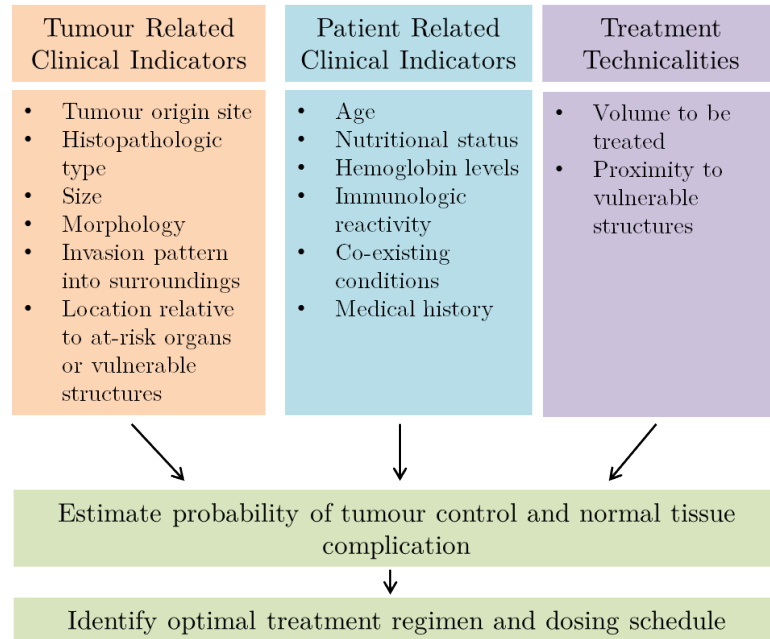 Tumour Related
Clinical Indicators
• Tumour origin site
• Histopathologic
type
• Size
• Morphology
• Invasion pattern
into surroundings
• Location relative
to at-risk organs
or vulnerable
structures
Patient Related
Clinical Indicators
• Age
• Nutritional status
• Hemoglobin levels
• Immunologic
reactivity
• Co-existing
conditions
• Medical history
Treatment
Technicalities
• Volume to be
treated
• Proximity to
vulnerable
structures
Estimate probability of tumour control and normal tissue
complication
Identify optimal treatment regimen and dosing schedule